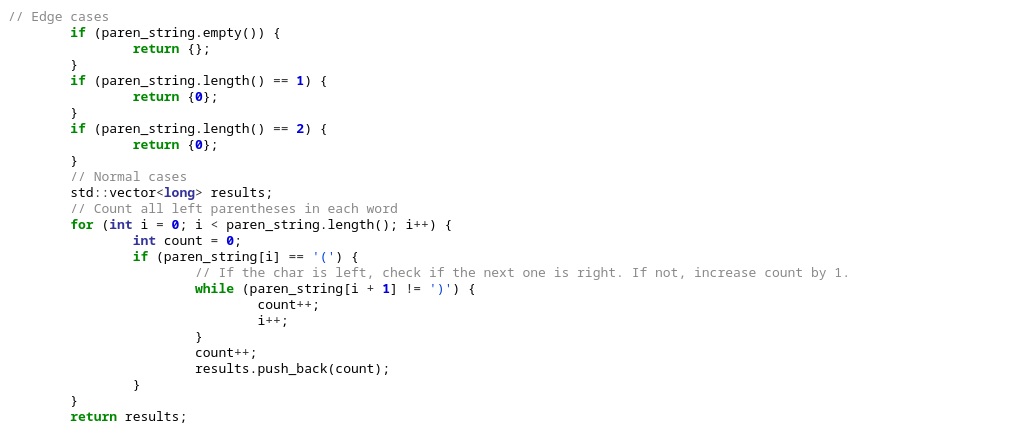 // Edge cases
        if (paren_string.empty()) {
                return {};
        }
        if (paren_string.length() == 1) {
                return {0};
        }
        if (paren_string.length() == 2) {
                return {0};
        }
        // Normal cases
        std::vector<long> results;
        // Count all left parentheses in each word
        for (int i = 0; i < paren_string.length(); i++) {
                int count = 0;
                if (paren_string[i] == '(') {
                        // If the char is left, check if the next one is right. If not, increase count by 1.
                        while (paren_string[i + 1] != ')') {
                                count++;
                                i++;
                        }
                        count++;
                        results.push_back(count);
                }
        }
        return results;